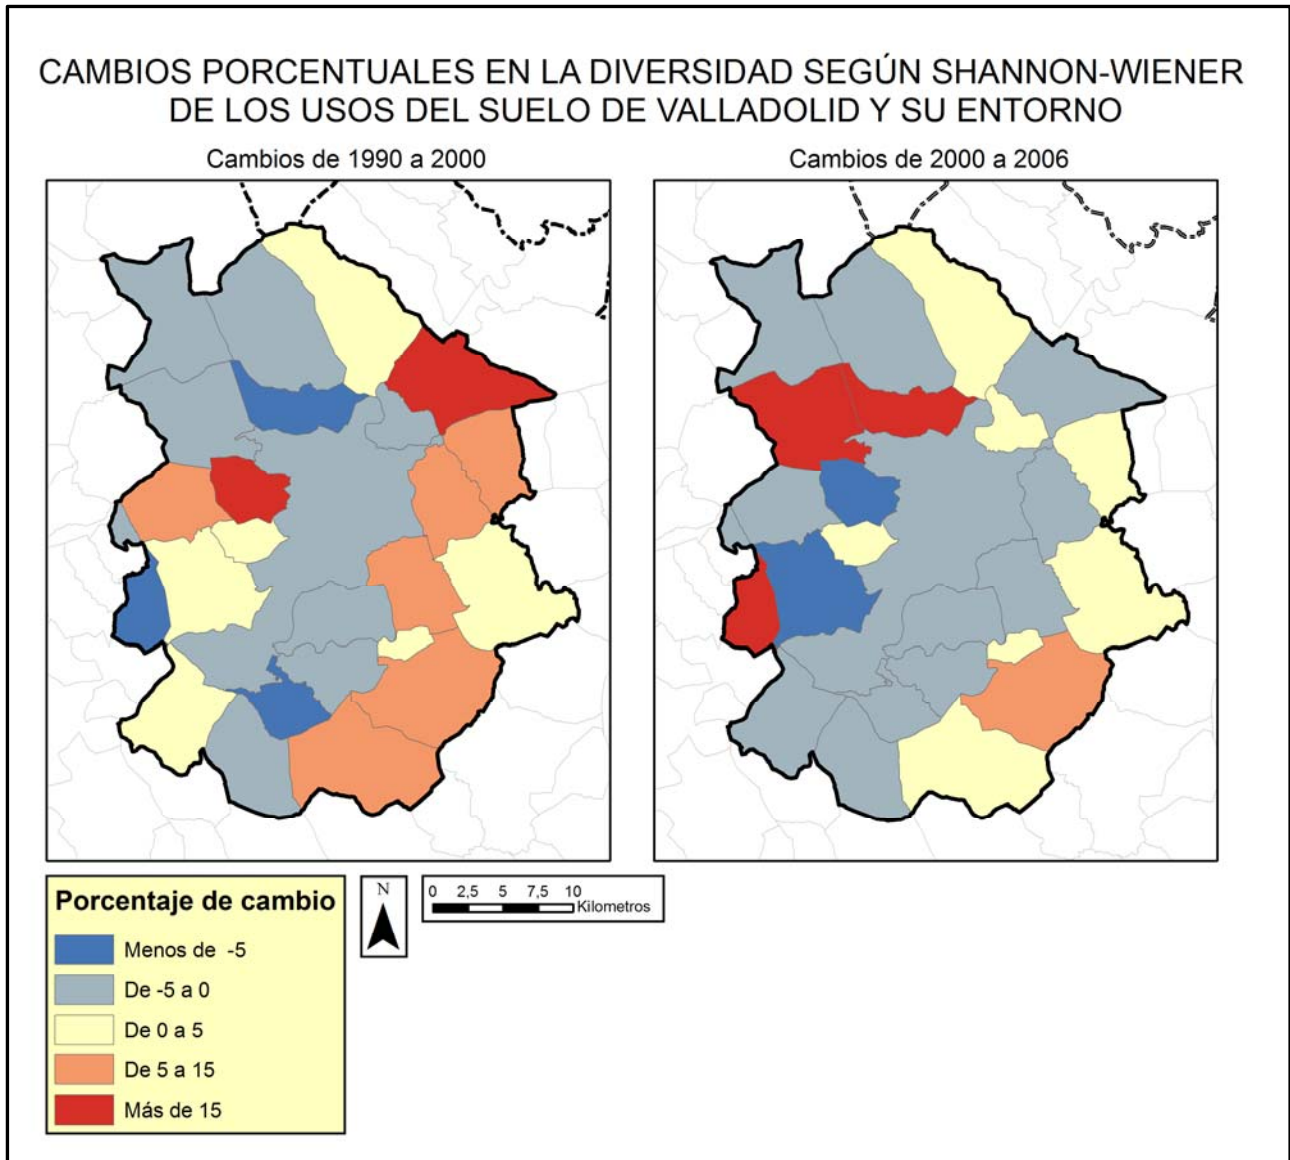 CAMBIOS PORCENTUALES EN LA DIVERSIDAD SEGÚN SHANNON-WIENER
DE LOS USOS DEL SUELO DE VALLADOLID Y SU ENTORNO
Cambios de 1990 a 2000
Cambios de 2000 a 2006
Porcentaje de cambio
Menos de -5
De -5 a 0
De 0 a 5
De 5 a 15
Más de 15
N
0 2,5 5 7,5 10
Kilometros